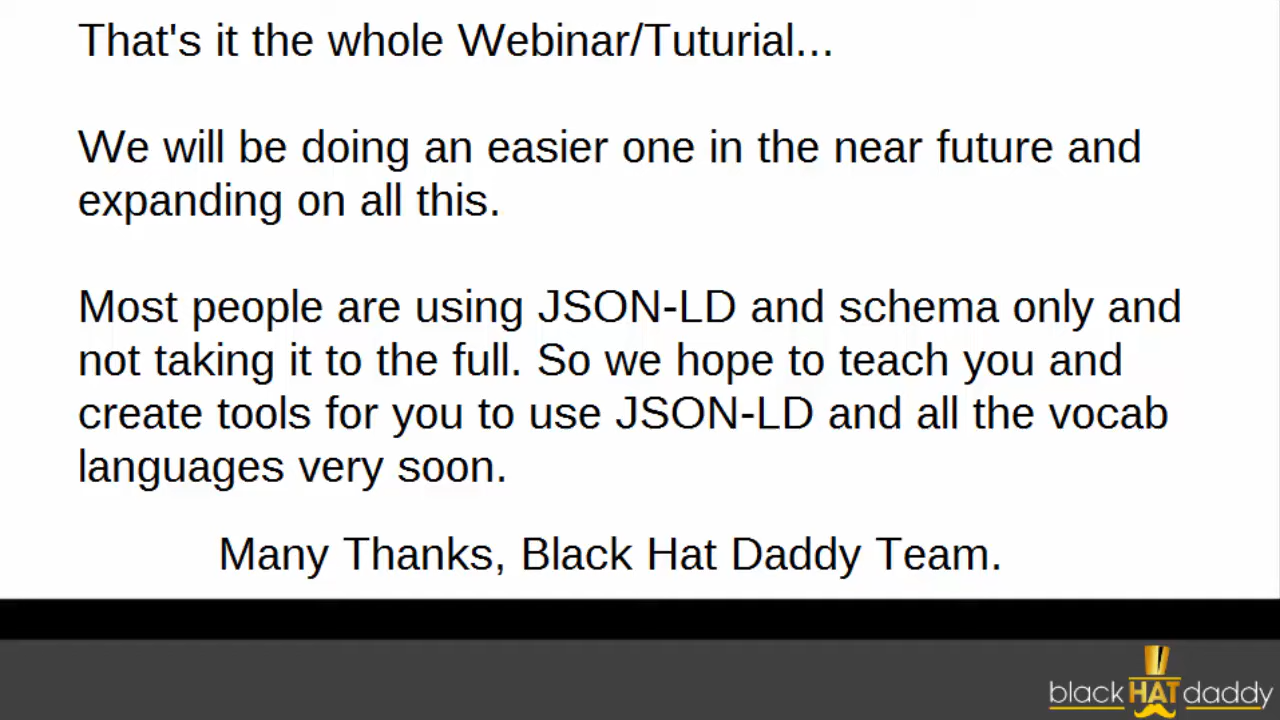 That's it the whole Webinar/Tuturial...
We will be doing an easier one in the near future and
expanding on all this.
Most people are using JSON-LD and schema only and
not taking it to the full. So we hope to teach you and
create tools for you to use JSON-LD and all the vocab
languages very soon.
Many Thanks, Black Hat Daddy Team.
black HAT daddy